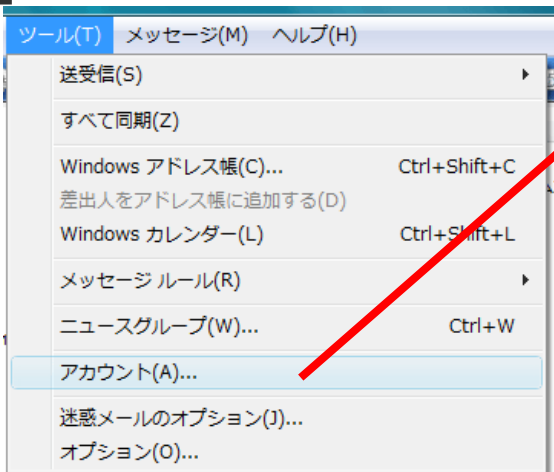 ツール(T) メッセージ(M) ヘルプ(H)
送受信(S)
すべて同期(Z)
Windows アドレス帳(C)... Ctrl+Shift+C
差出人をアドレス帳に追加する(D)
Windows カレンダー(L) Ctrl+Shift+L
メッセージ ルール(R)
ニュースグループ(W)... Ctrl+W
アカウント(A)...
迷惑メールのオプション(J)...
オプション(O)...